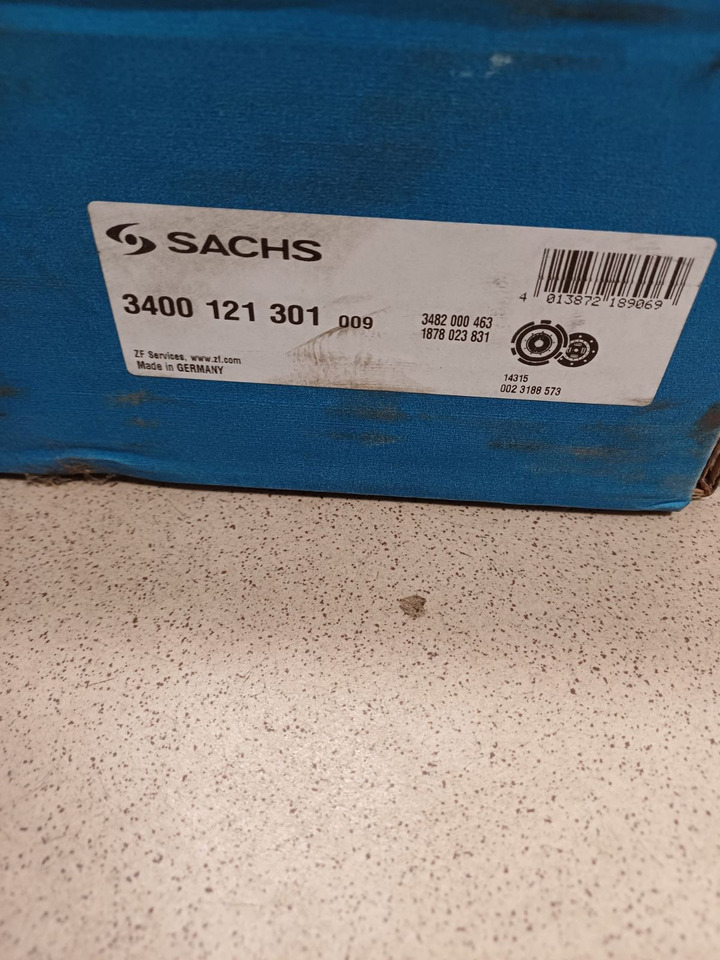 SACHS
3400 121 301 009
3482 000 463
1878 023 831
ZF Services, www.zf.com
Made in GERMANY
4 013872 189069
14315
002 3188 573